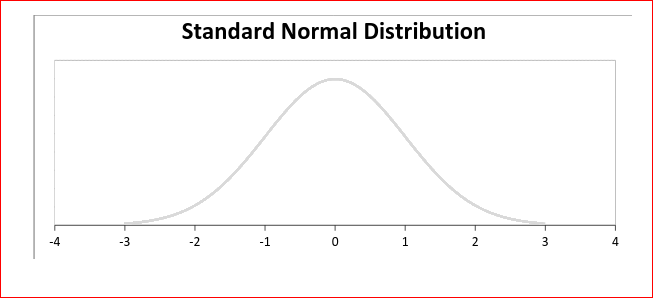 Standard Normal Distribution
-4 -3 -2 -1 0 1 2 3 4